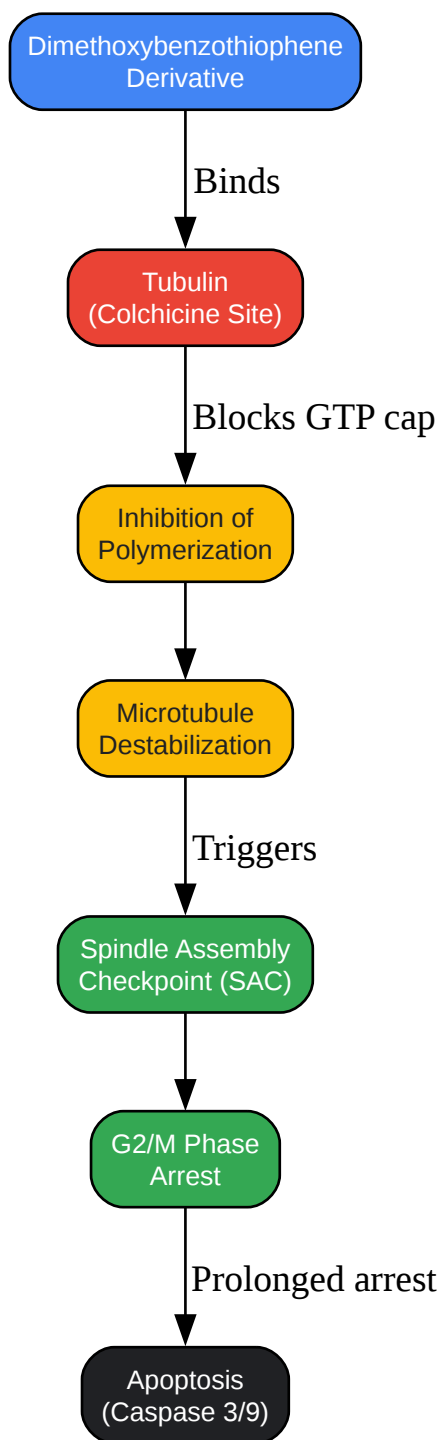 Dimethoxybenzothiophene
Derivative
Binds
Tubulin
(Colchicine Site)
Blocks GTP cap
Inhibition of
Polymerization
Microtubule
Destabilization
Triggers
Spindle Assembly
Checkpoint (SAC)
G2/M Phase
Arrest
Prolonged arrest
Apoptosis
(Caspase 3/9)